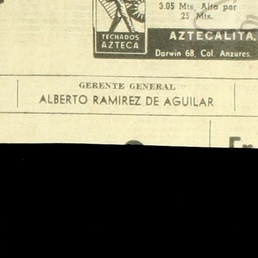 3.05 Mts. Alto por
25 Mts.
TECHADOS
AZTECA
AZTECALITA,
Darwin 68, Col. Anzures.
GERENTE GENERAL
ALBERTO RAMIREZ DE AGUILAR